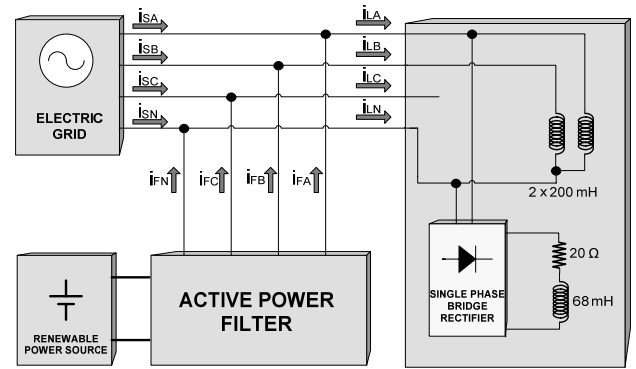 iSA
iLA
iSB
iLB
iSC
iLC
iSN
iLN
ELECTRIC
GRID
2 x 200 mH
iFN
iFC
iFB
iFA
20 Ω
SINGLE PHASE
BRIDGE
RECTIFIER
68 mH
ACTIVE POWER
FILTER
RENEWABLE
POWER SOURCE